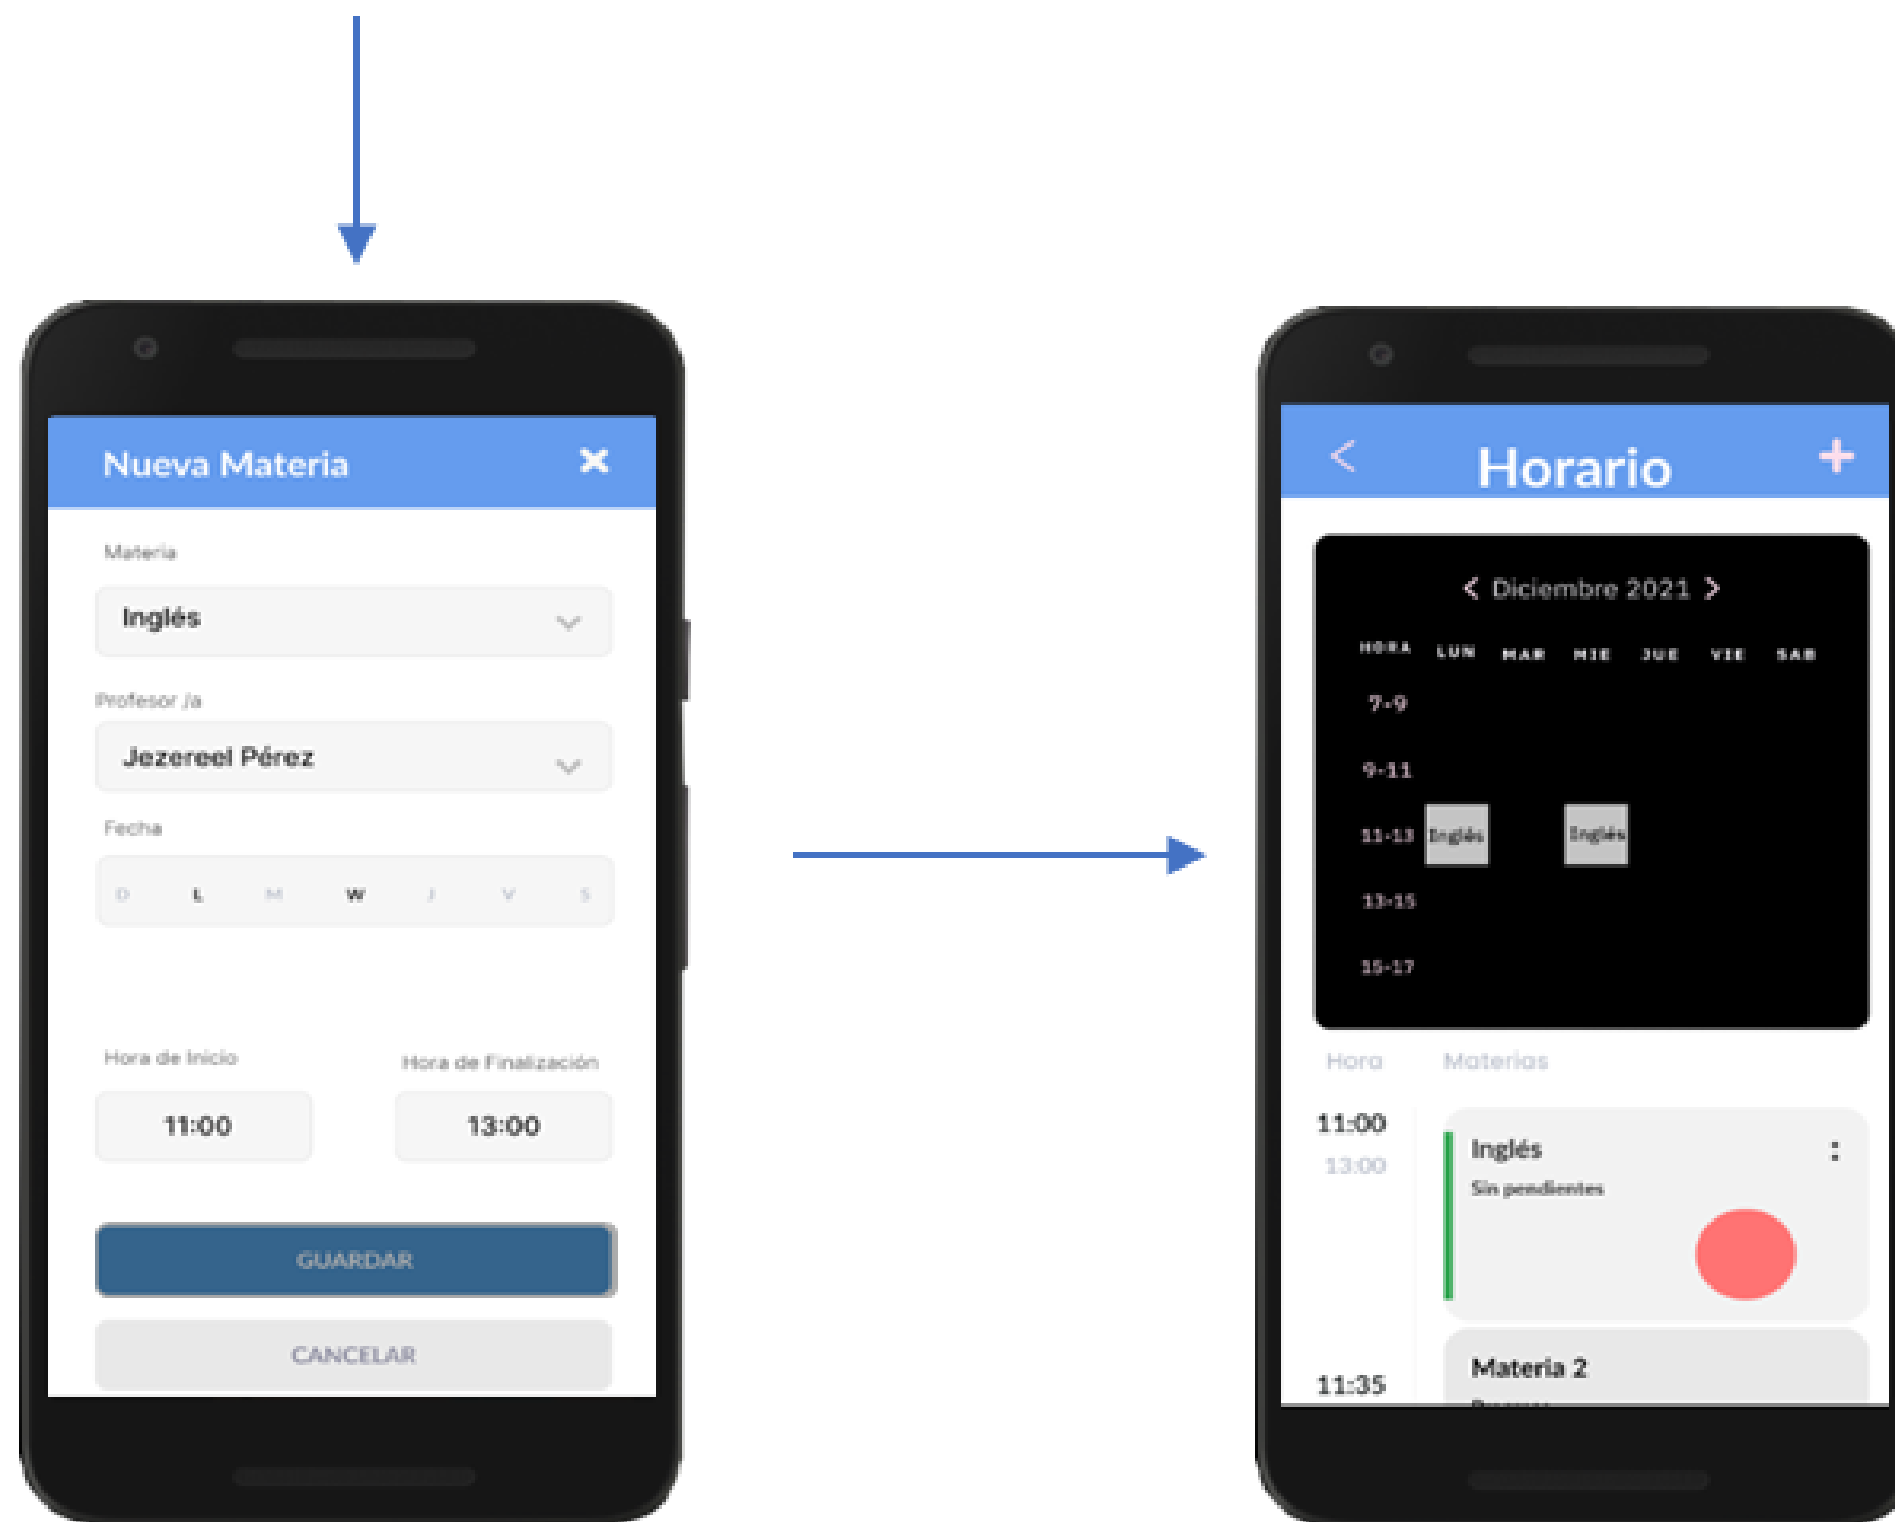 Nueva Materia
Materia
Inglés
Profesor /a
Jezereel Pérez
Fecha
D L M W J V S
Hora de Inicio Hora de Finalización
11:00 13:00
GUARDAR
CANCELAR
Horario
Diciembre 2021
HORA LUN MAR MIE JUE VIE SAB
7-9
9-11
11-13 Inglés Inglés
13-15
15-17
Hora Materias
11:00 Inglés
13:00 Sin pendientes
11:35 Materia 2